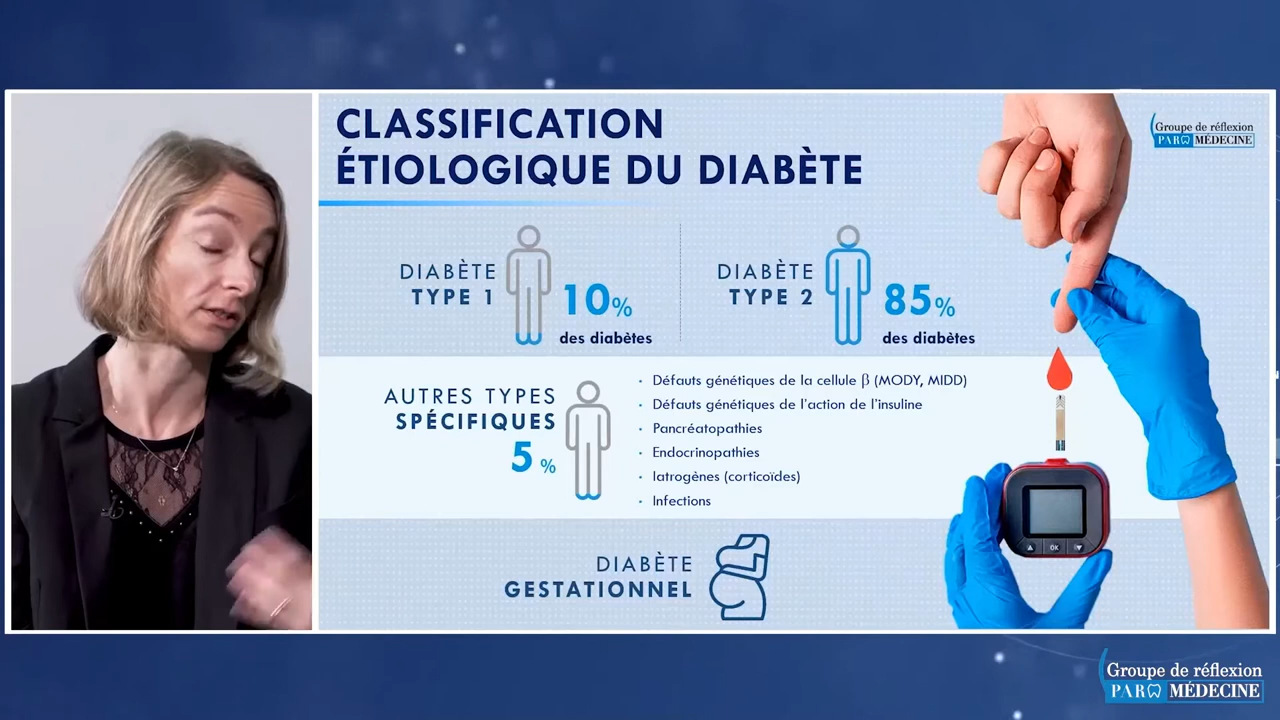 CLASSIFICATION
ÉTIOLOGIQUE DU DIABÈTE
Groupe de réflexion
PARO MÉDECINE
DIABÈTE
TYPE 1
10%
des diabètes
DIABÈTE
TYPE 2
85%
des diabètes
AUTRES TYPES
SPÉCIFIQUES
5 %
· Défauts génétiques de la cellule β (MODY, MIDD)
· Défauts génétiques de l'action de l'insuline
· Pancréatopathies
· Endocrinopathies
· Iatrogènes (corticoïdes)
· Infections
OK
DIABÈTE
GESTATIONNEL
Groupe de réflexion
PARO MÉDECINE